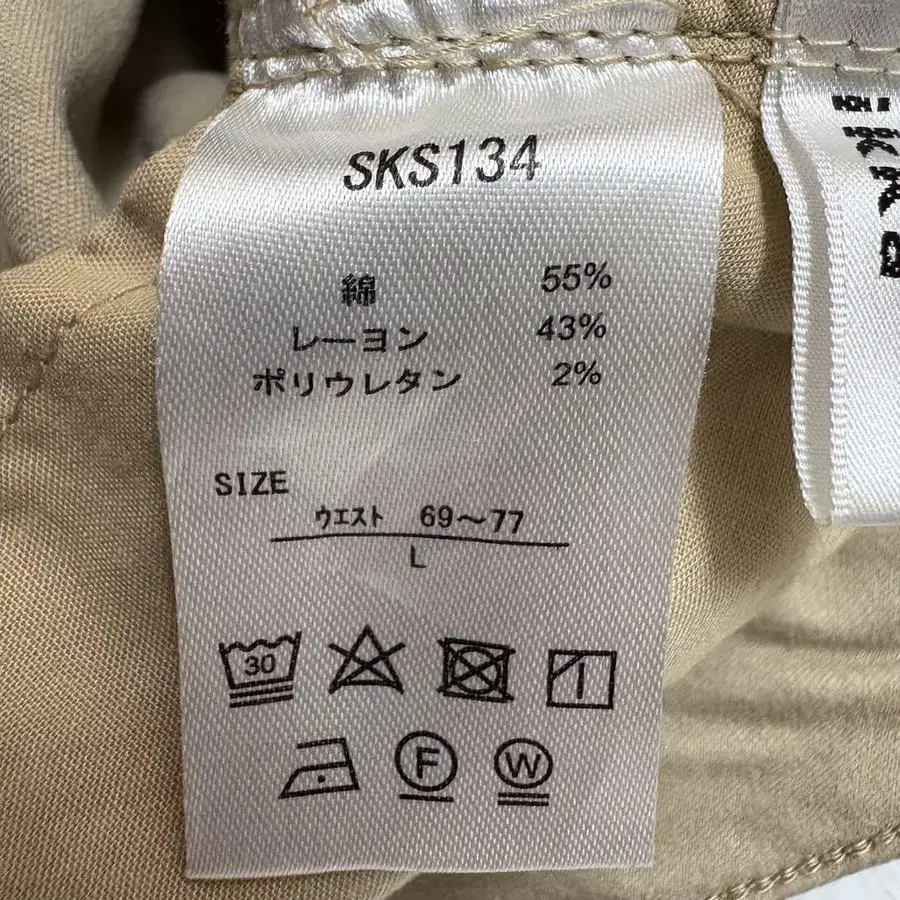 SKS134
綿 55%
レーヨン 43%
ポリウレタン 2%
SIZE
ウエスト 69～77
L
30
F
W